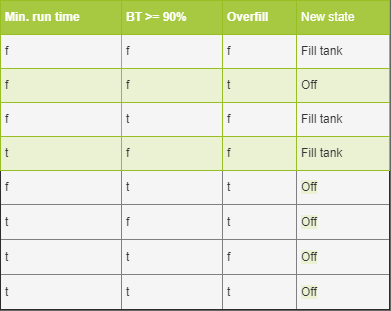 Min. run time BT >= 90% Overfill New state
f f f Fill tank
f f t Off
f t f Fill tank
t f f Fill tank
f t t Off
t f t Off
t t f Off
t t t Off